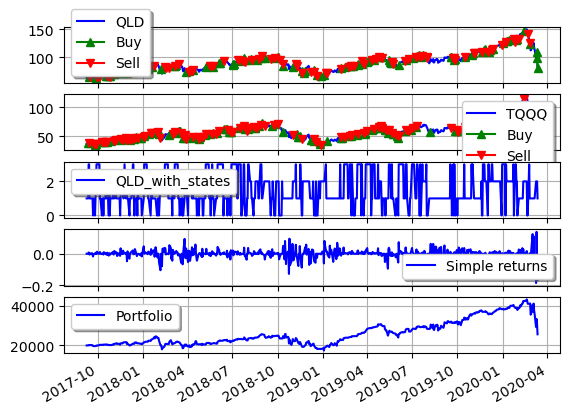 150
100
QLD
Buy
Sell
100
50
TQQQ
Buy
Sell
2
0
QLD_with_states
0.0
−0.2
Simple returns
40000
20000
Portfolio
2017-10 2018-01 2018-04 2018-07 2018-10 2019-01 2019-04 2019-07 2019-10 2020-01 2020-04